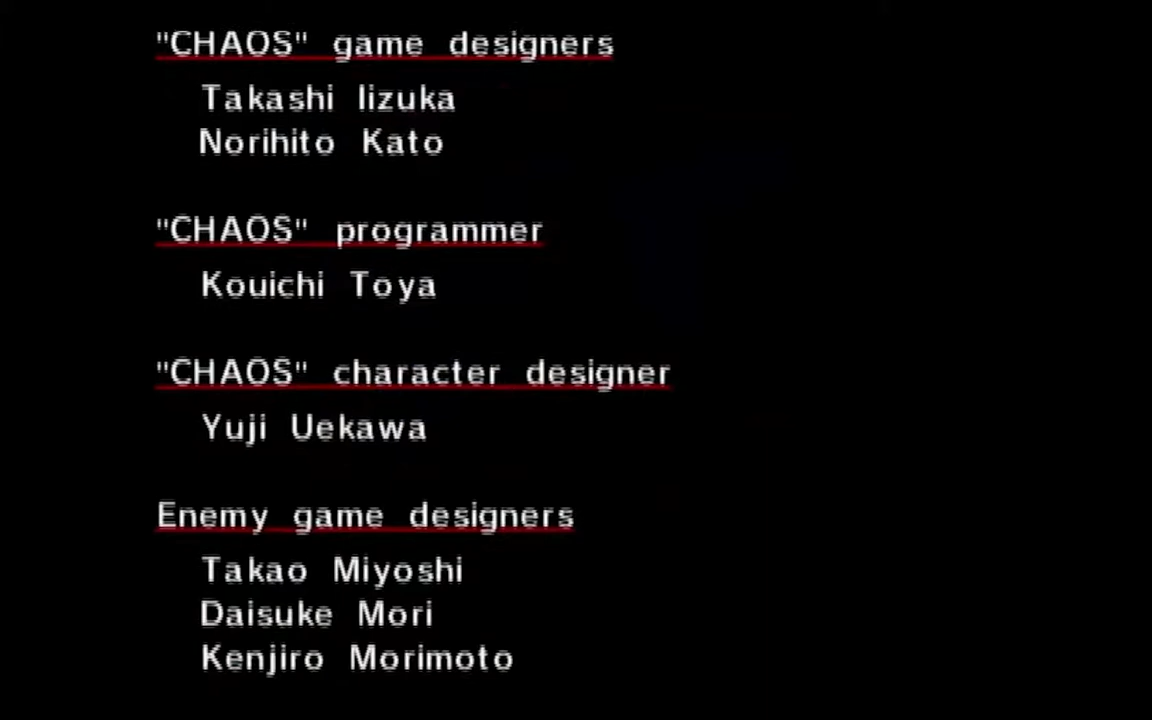 "CHAOS" game designers
Takashi Iizuka
Norihito Kato
"CHAOS" programmer
Kouichi Toya
"CHAOS" character designer
Yuji Uekawa
Enemy game designers
Takao Miyoshi
Daisuke Mori
Kenjiro Morimoto